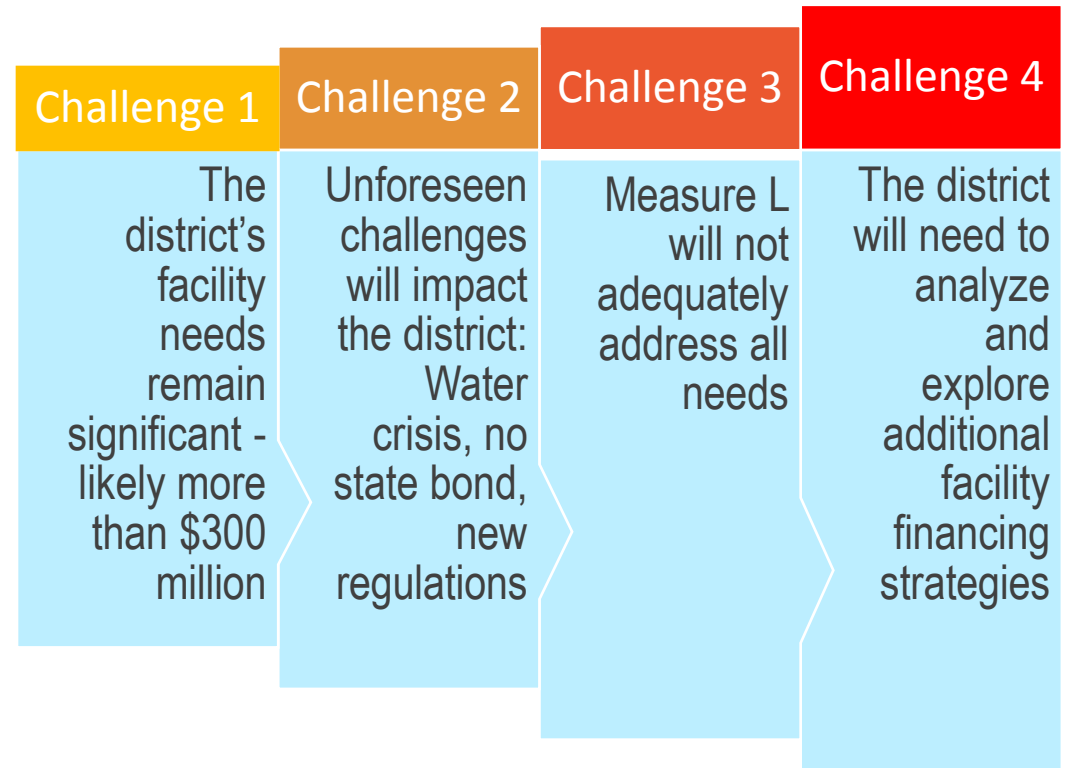 Challenge 1
The
district’s
facility
needs
remain
significant -
likely more
than $300
million
Challenge 2
Unforeseen
challenges
will impact
the district:
Water
crisis, no
state bond,
new
regulations
Challenge 3
Measure L
will not
adequately
address all
needs
Challenge 4
The district
will need to
analyze
and
explore
additional
facility
financing
strategies